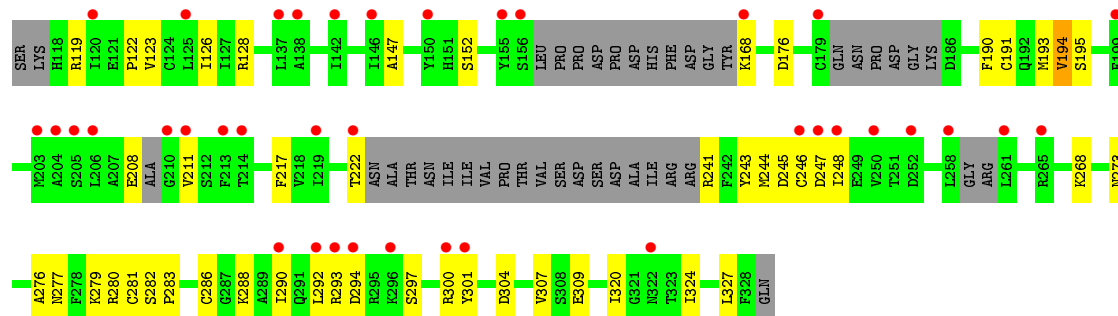 SER LYS H118 R119 I120 E121 P122 V123 C124 L125 I126 I127 R128 L137 A138 I142 I146 A147 Y150 H151 S152 Y155 S156 LEU PRO PRO ASP PRO ASP HIS PHE ASP GLY TYR K168 D176 C179 GLN ASN PRO ASP GLY LYS D186 F190 C191 Q192 M193 V194 S195
M203 A204 S205 L206 A207 E208 ALA G210 V211 S212 F213 T214 F217 V218 I219 T222 ASN ALA THR ASN ILE ILE VAL PRO THR VAL SER ASP SER ASP ALA ILE ARG ARG R241 F242 Y243 M244 D245 C246 D247 I248 E249 V250 T251 D252 L258 GLY ARG L261 R265 K268
A276 N277 F278 K279 R280 C281 S282 P283 C286 G287 K288 A289 I290 Q291 L292 R293 D294 R295 K296 S297 R300 Y301 D304 V307 S308 E309 I320 G321 N322 T323 I324 L327 F328 GLN